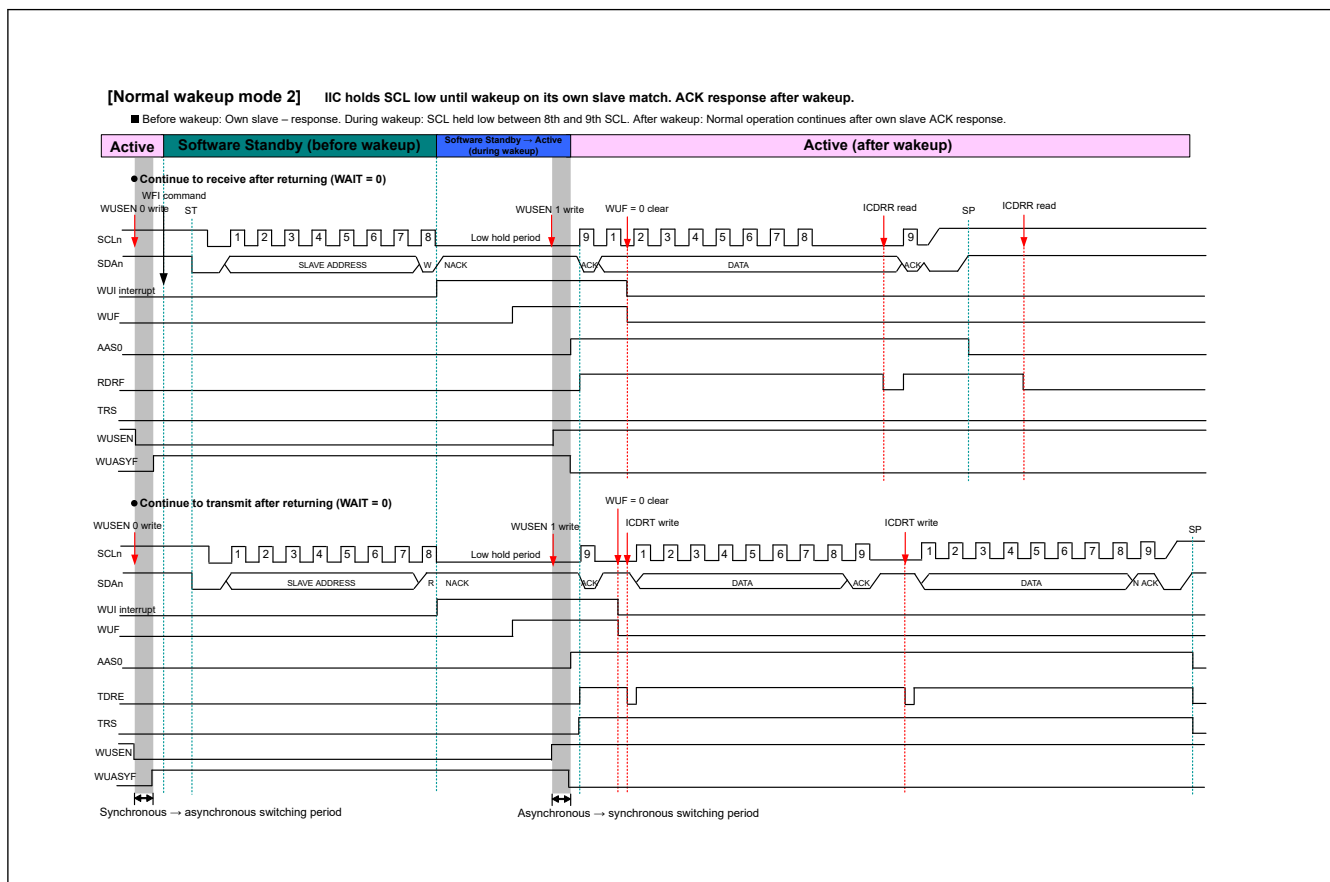 [Normal wakeup mode 2] IIC holds SCL low until wakeup on its own slave match. ACK response after wakeup.
■ Before wakeup: Own slave – response. During wakeup: SCL held low between 8th and 9th SCL. After wakeup: Normal operation continues after own slave ACK response.
Active
Software Standby (before wakeup)
Software Standby → Active
(during wakeup)
Active (after wakeup)
● Continue to receive after returning (WAIT = 0)
WFI command
WUSEN 0 write ST WUSEN 1 write WUF = 0 clear ICDRR read SP ICDRR read
SCLn 1 2 3 4 5 6 7 8 Low hold period 9 1 2 3 4 5 6 7 8 9
SDAn SLAVE ADDRESS W NACK ACK DATA ACK
WUI interrupt
WUF
AAS0
RDRF
TRS
WUSEN
WUASYF
● Continue to transmit after returning (WAIT = 0)
WUF = 0 clear
WUSEN 0 write WUSEN 1 write ICDRT write ICDRT write SP
SCLn 1 2 3 4 5 6 7 8 Low hold period 9 1 2 3 4 5 6 7 8 9 1 2 3 4 5 6 7 8 9
SDAn SLAVE ADDRESS R NACK ACK DATA ACK DATA N ACK
WUI interrupt
WUF
AAS0
TDRE
TRS
WUSEN
WUASYF
Synchronous → asynchronous switching period Asynchronous → synchronous switching period